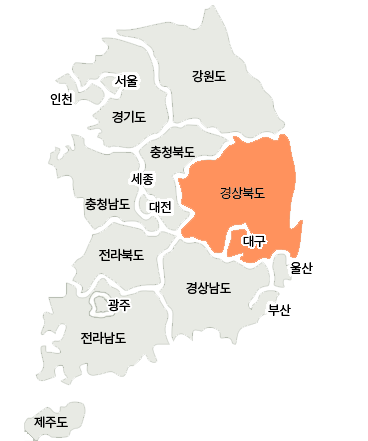 강원도
서울
인천
경기도
충청북도
세종
경상북도
충청남도
대전
대구
전라북도
울산
경상남도
광주
부산
전라남도
제주도